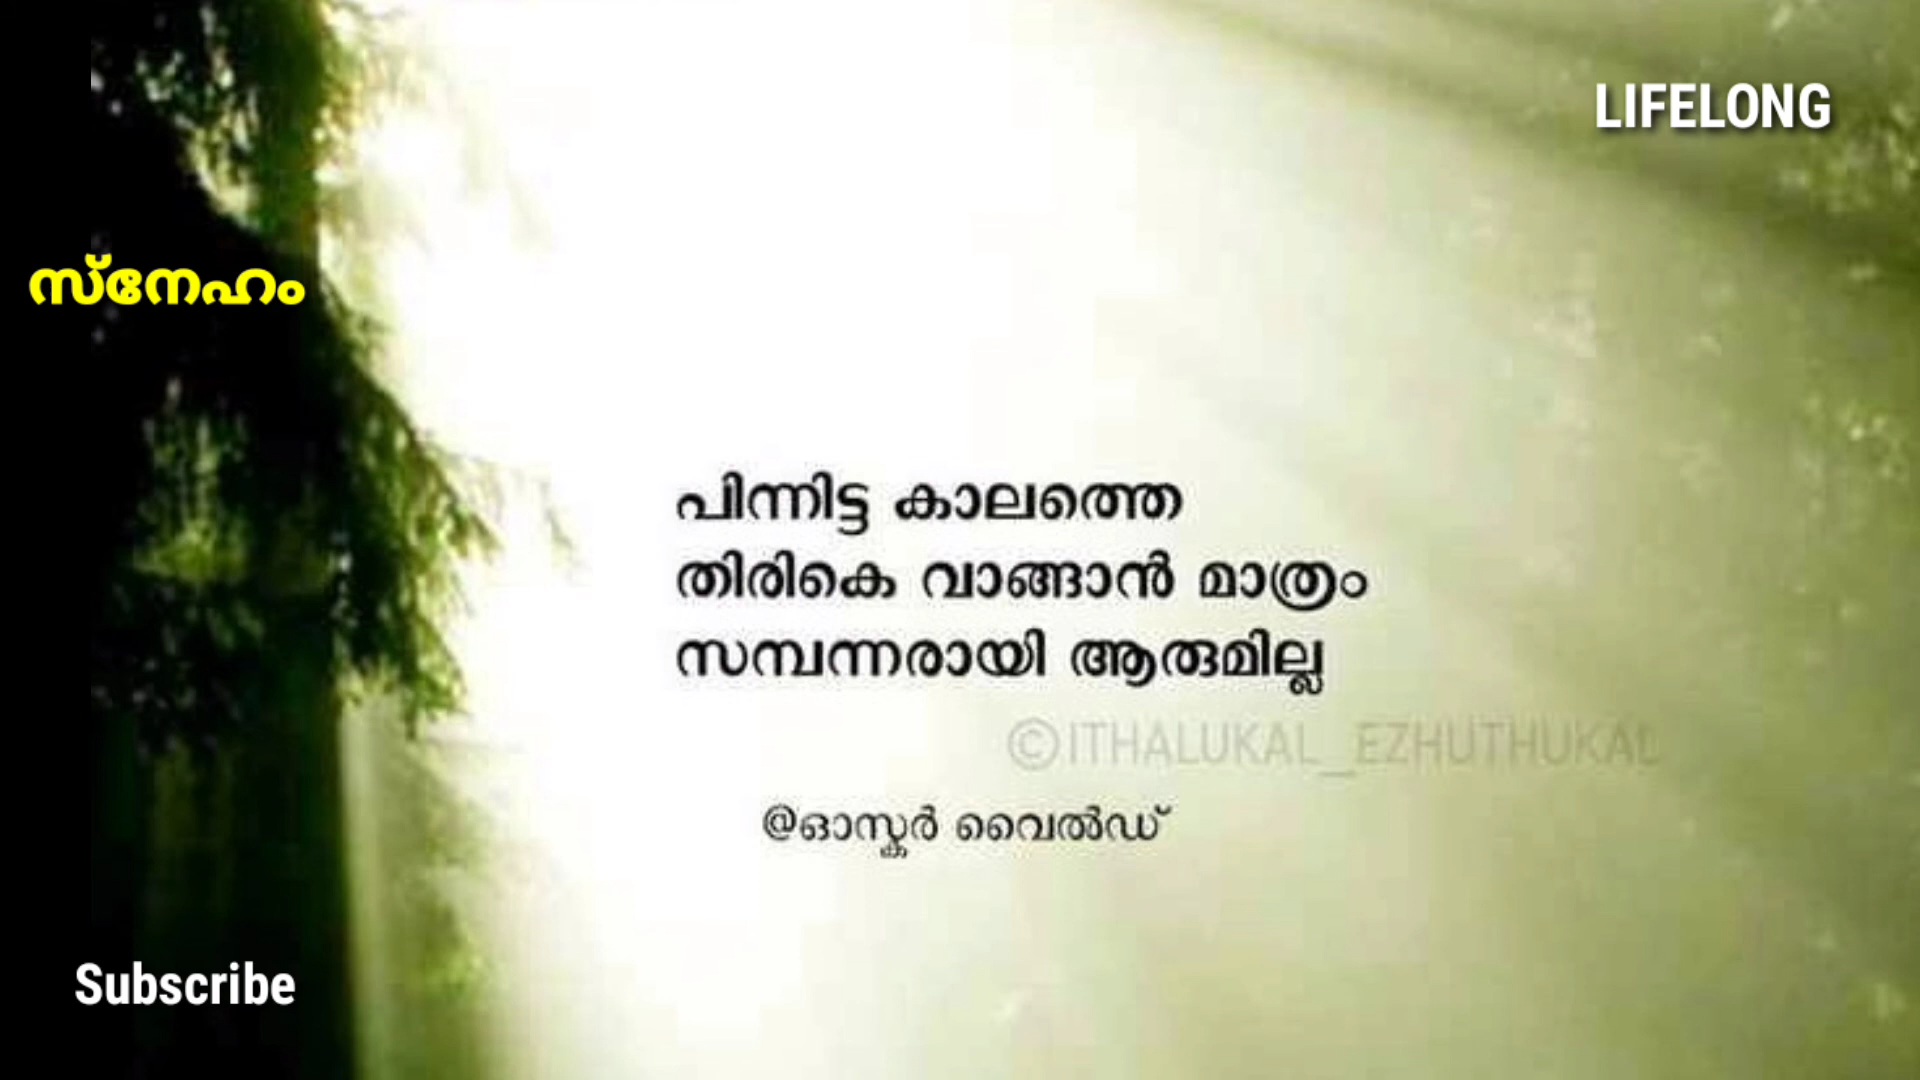 LIFELONG
സ്നേഹം
പിന്നിട്ട കാലത്തെ
തിരികെ വാങ്ങാൻ മാത്രം
സമ്പന്നരായി ആരുമില്ല
©ITHALUKAL_EZHUTHUKAL
@ഓസ്കർ വൈൽഡ്
Subscribe